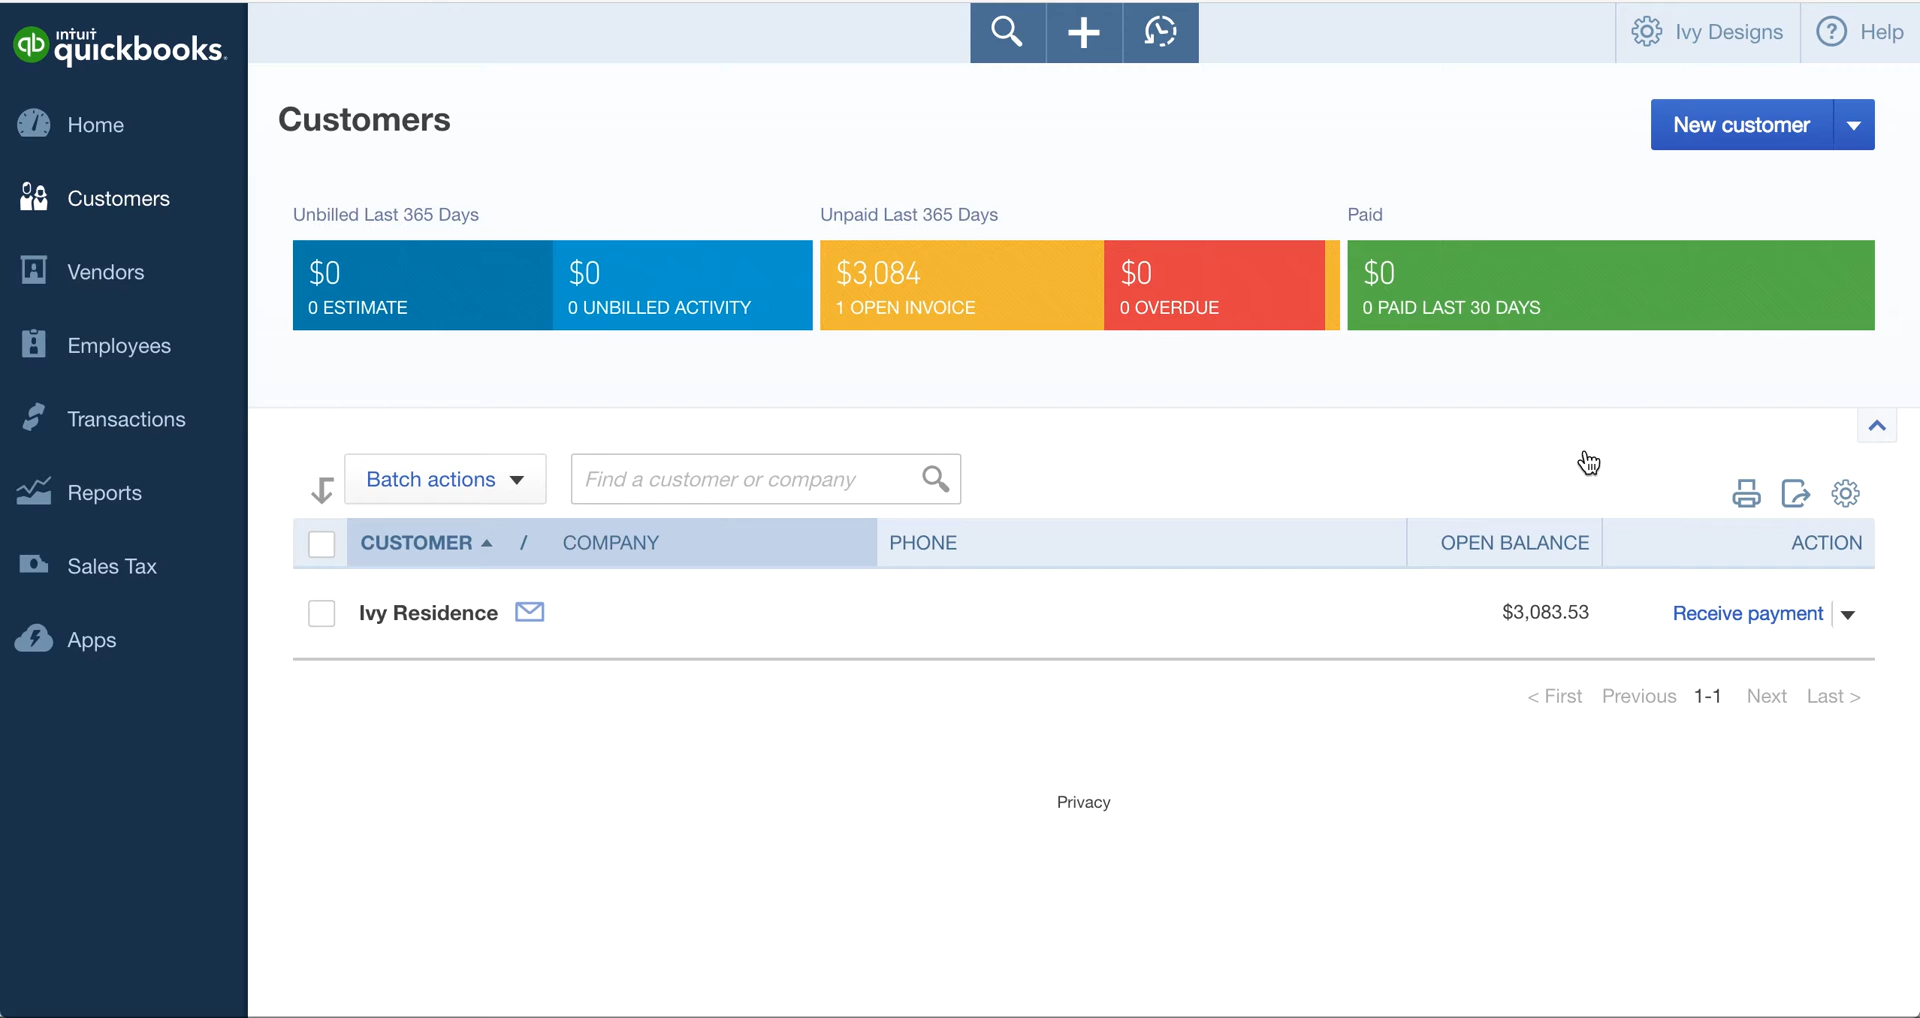 intuit
quickbooks.
Ivy Designs
Help
Home
Customers
Vendors
Employees
Transactions
Reports
Sales Tax
Apps
Customers
New customer
Unbilled Last 365 Days
Unpaid Last 365 Days
Paid
$0
0 ESTIMATE
$0
0 UNBILLED ACTIVITY
$3,084
1 OPEN INVOICE
$0
0 OVERDUE
$0
0 PAID LAST 30 DAYS
Batch actions
Find a customer or company
CUSTOMER / COMPANY PHONE OPEN BALANCE ACTION
Ivy Residence $3,083.53 Receive payment
< First Previous 1-1 Next Last >
Privacy